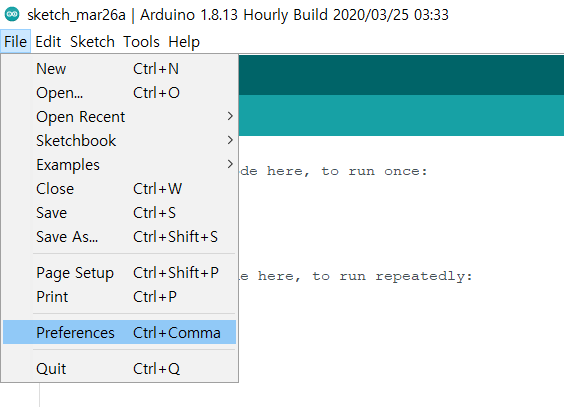 sketch_mar26a | Arduino 1.8.13 Hourly Build 2020/03/25 03:33
File Edit Sketch Tools Help
New Ctrl+N
Open... Ctrl+O
Open Recent
Sketchbook
Examples
Close Ctrl+W
Save Ctrl+S
Save As... Ctrl+Shift+S
Page Setup Ctrl+Shift+P
Print Ctrl+P
Preferences Ctrl+Comma
Quit Ctrl+Q
de here, to run once:
e here, to run repeatedly: